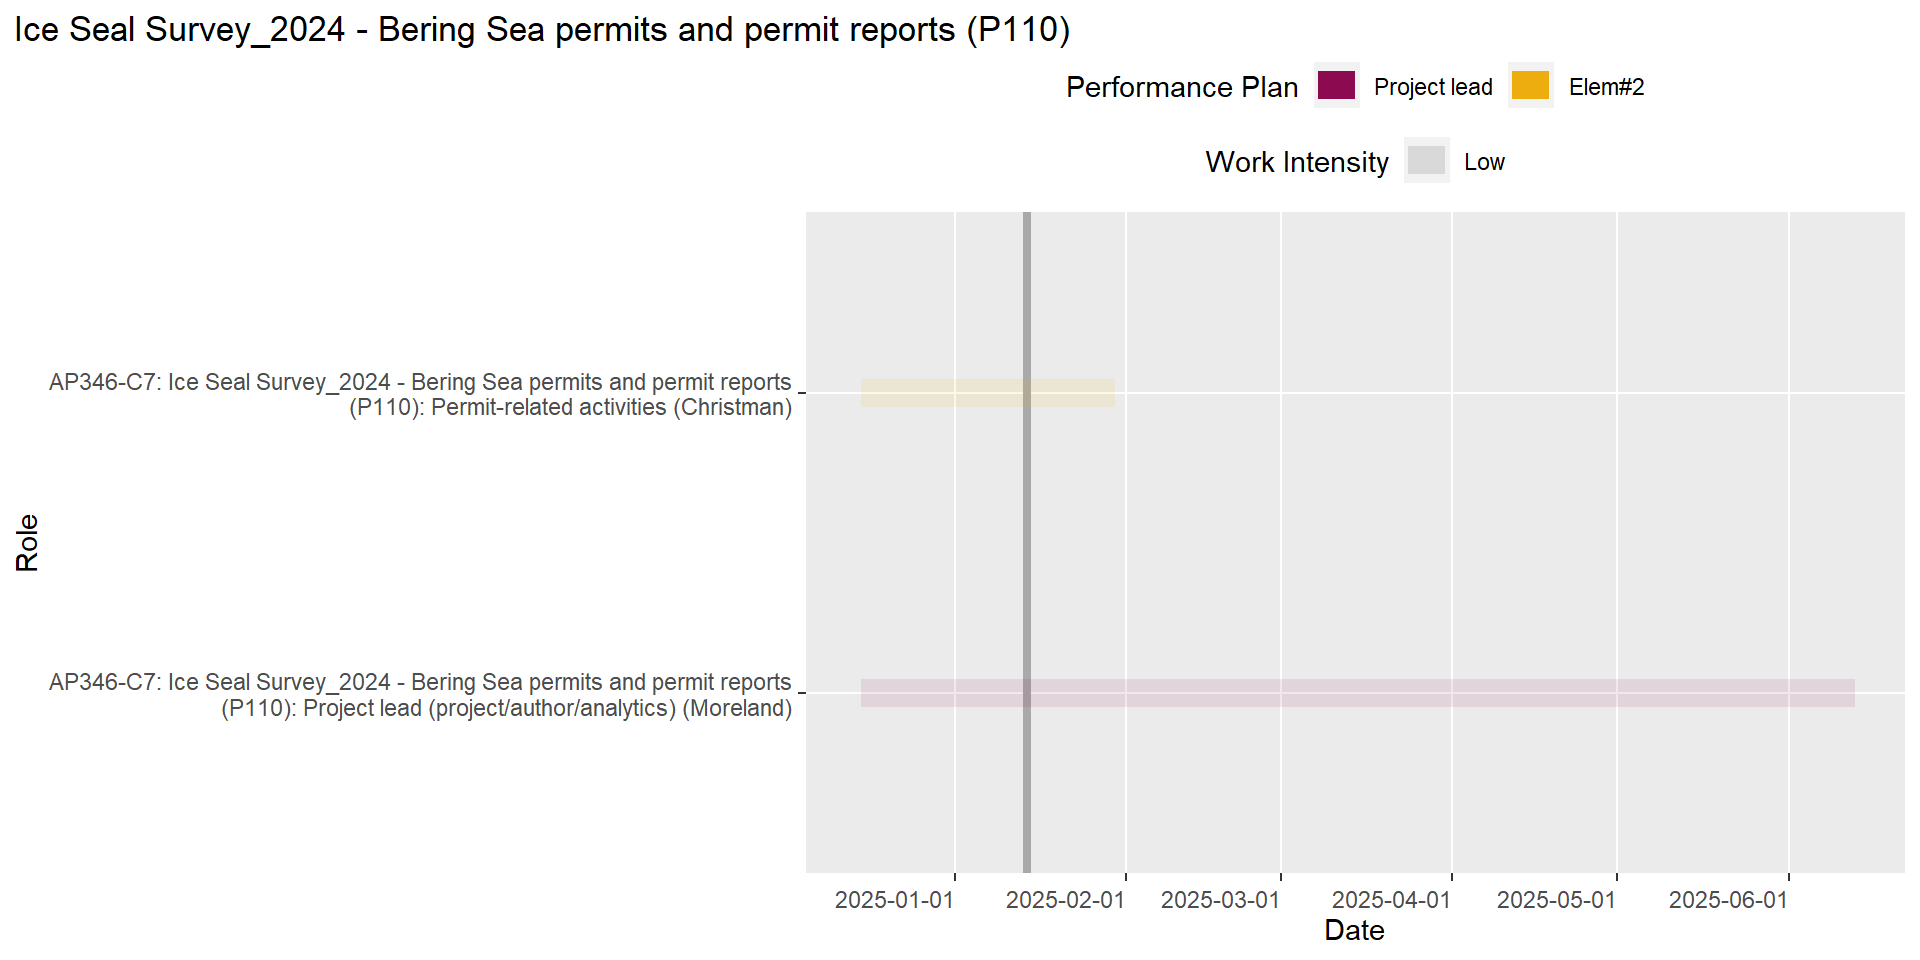 Ice Seal Survey_2024 - Bering Sea permits and permit reports (P110)
Performance Plan Project lead Elem#2
Work Intensity Low
AP346-C7: Ice Seal Survey_2024 - Bering Sea permits and permit reports
(P110): Permit-related activities (Christman)
Role
AP346-C7: Ice Seal Survey_2024 - Bering Sea permits and permit reports
(P110): Project lead (project/author/analytics) (Moreland)
2025-01-01 2025-02-01 2025-03-01 2025-04-01 2025-05-01 2025-06-01
Date